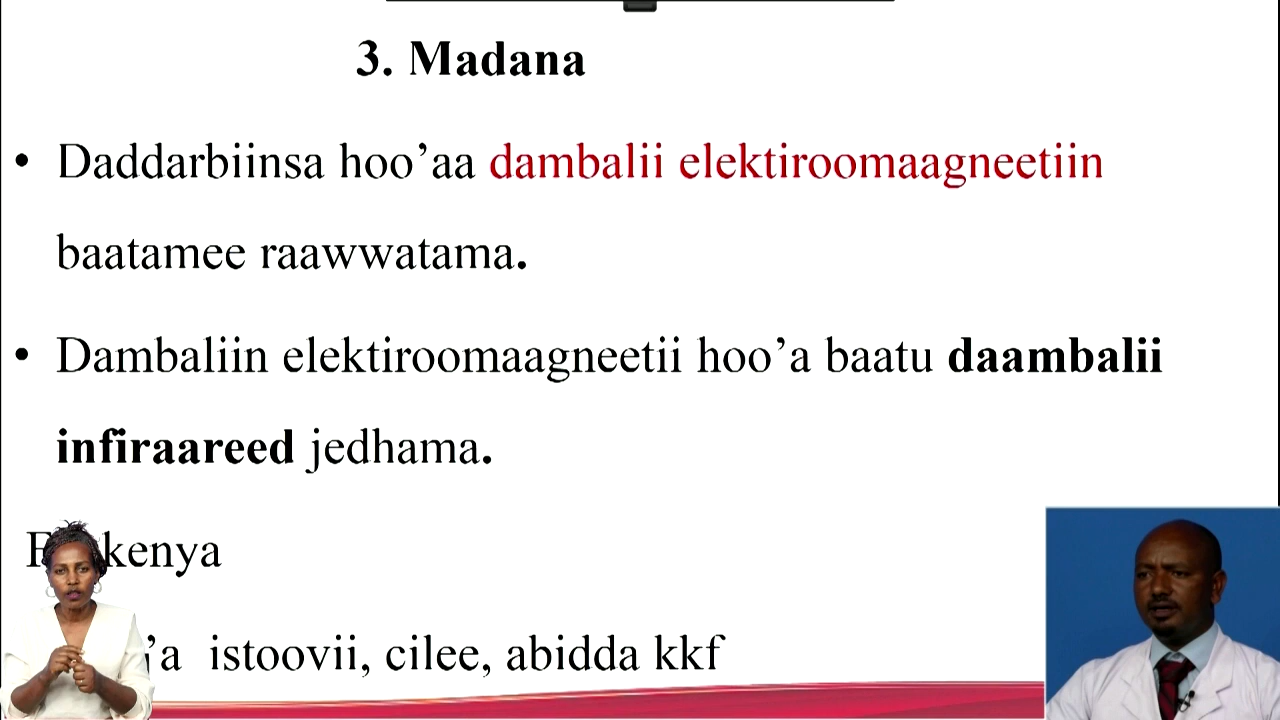 3. Madana
• Daddarbiinsa hoo’aa dambalii elektiroomaagneetiin
baatamee raawwatama.
• Dambaliin elektiroomaagneetii hoo’a baatu daambalii
infiraareed jedhama.
istoovii, cilee, abidda kkf